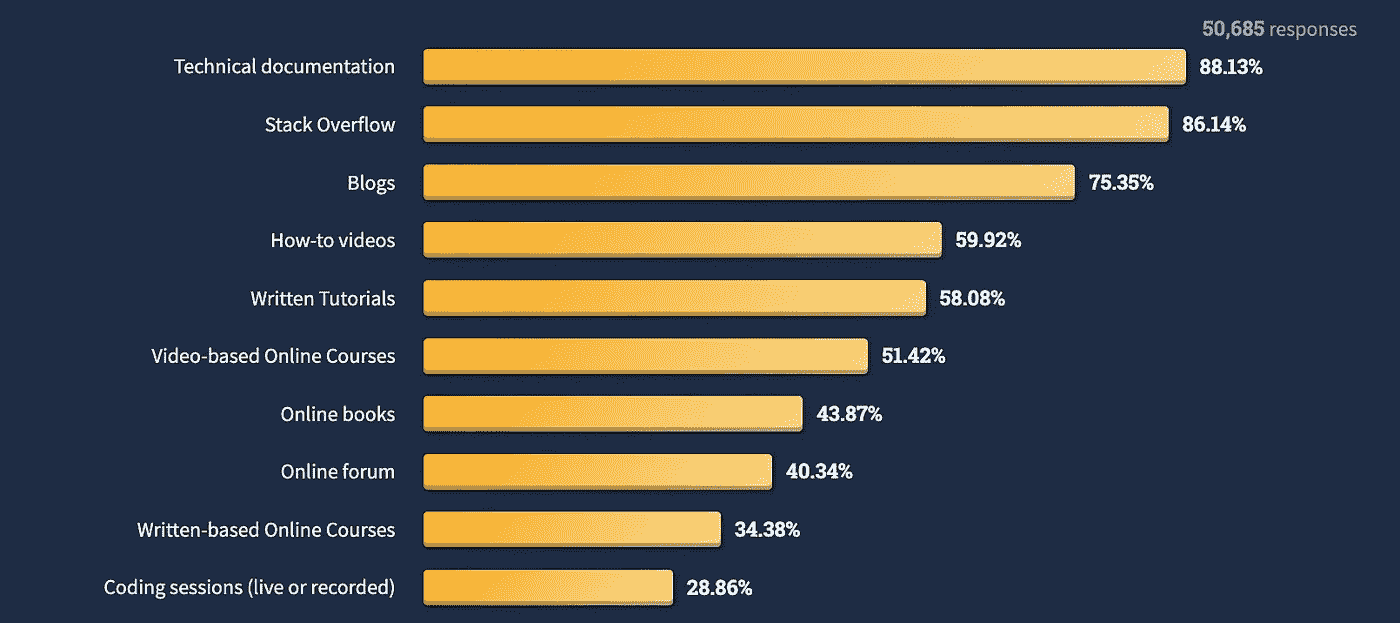 50,685 responses
Technical documentation 88.13%
Stack Overflow 86.14%
Blogs 75.35%
How-to videos 59.92%
Written Tutorials 58.08%
Video-based Online Courses 51.42%
Online books 43.87%
Online forum 40.34%
Written-based Online Courses 34.38%
Coding sessions (live or recorded) 28.86%